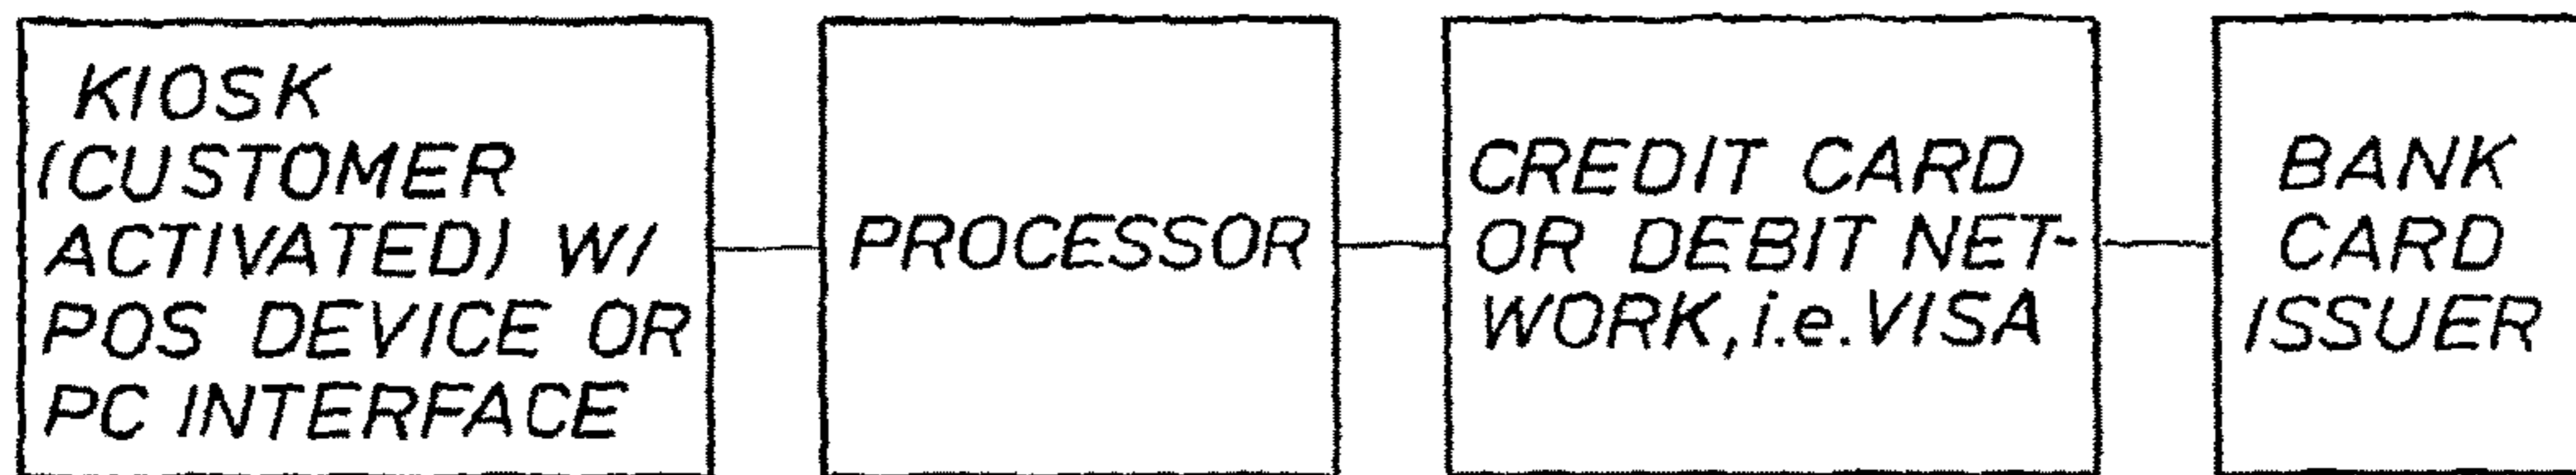 KIOSK
(CUSTOMER
ACTIVATED) W/
POS DEVICE OR
PC INTERFACE
PROCESSOR
CREDIT CARD
OR DEBIT NET-
WORK, i.e. VISA
BANK
CARD
ISSUER